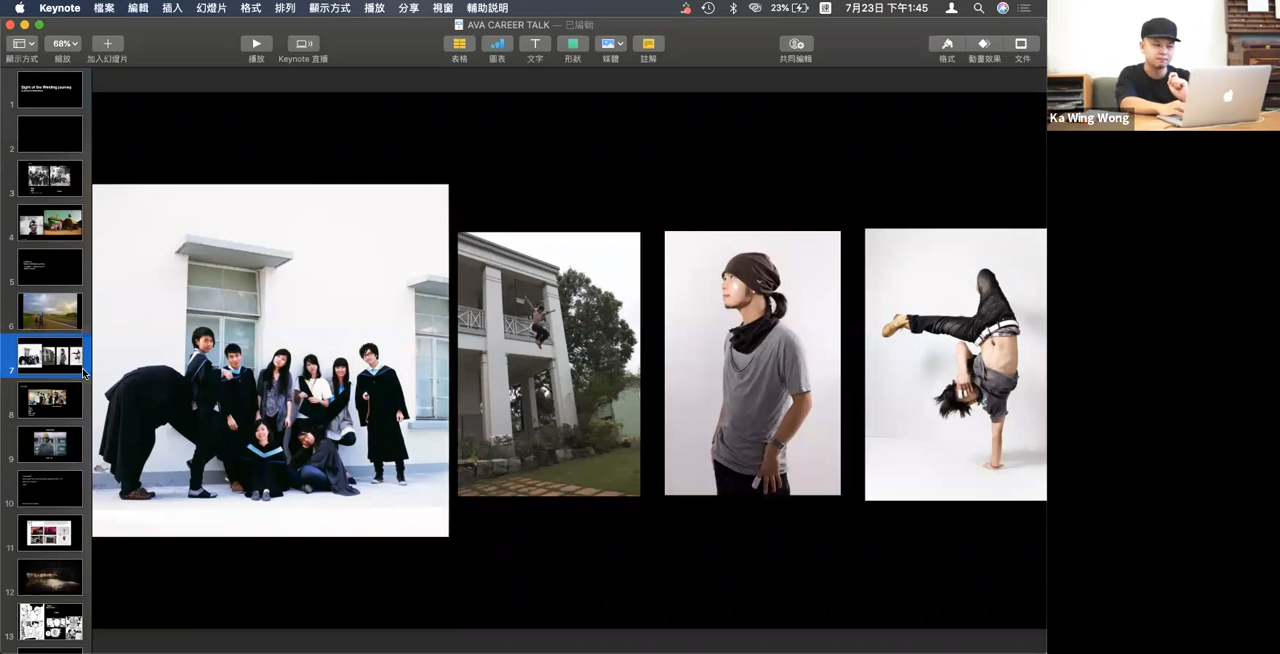 Keynote 檔案 編輯 插入 幻燈片 格式 排列 顯示方式 播放 分享 視窗 輔助說明 23% 7月23日 下午1:45
AVA CAREER TALK — 已編輯
68%
顯示方式 縮放 加入幻燈片 播放 Keynote 直播 表格 圖表 文字 形狀 媒體 註解 共同編輯 格式 動畫效果 文件
Ka Wing Wong
Sight of the Winding journey
1
2
3
4
5
6
7
8
9
10
11
12
13